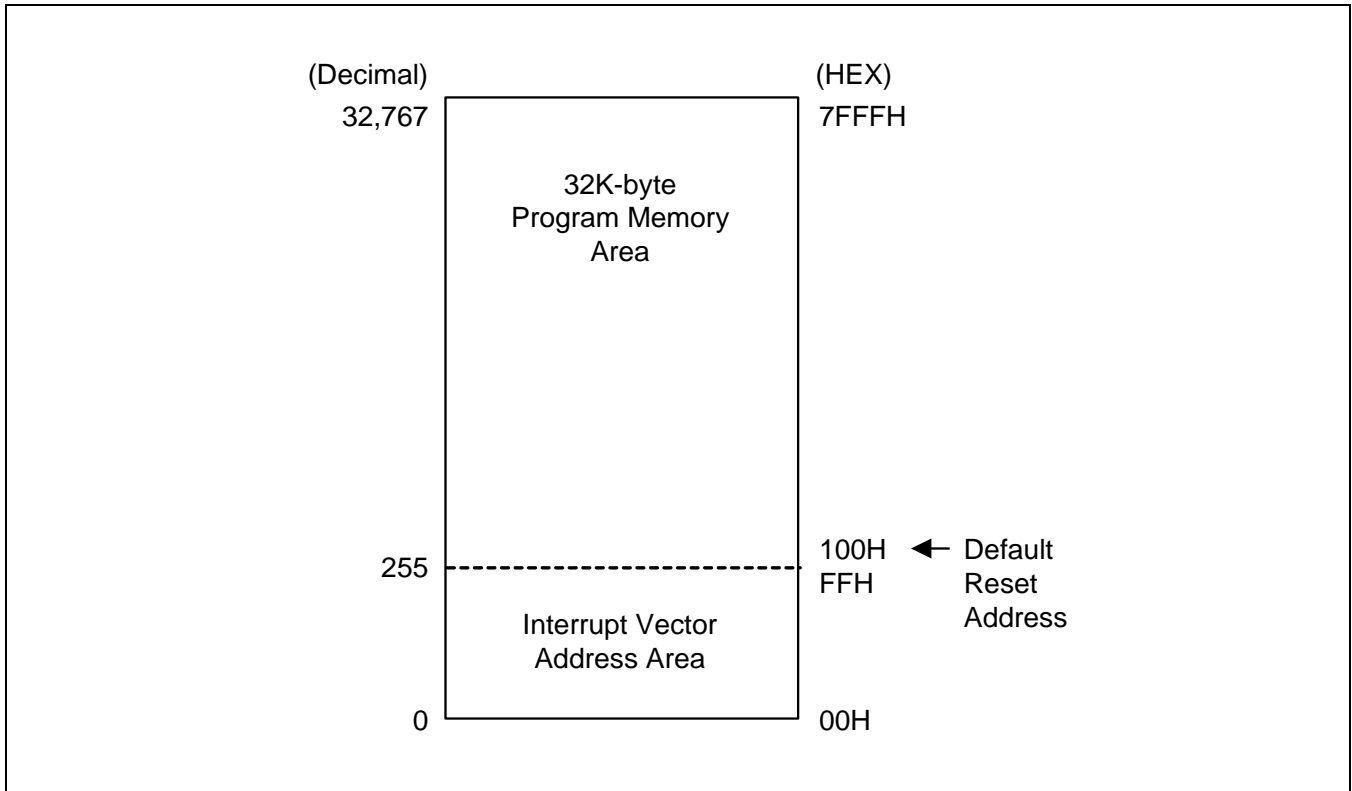 (Decimal)
(HEX)
32,767
7FFFH
32K-byte
Program Memory
Area
100H
Default
255
FFH
Reset
Address
Interrupt Vector
Address Area
0
00H